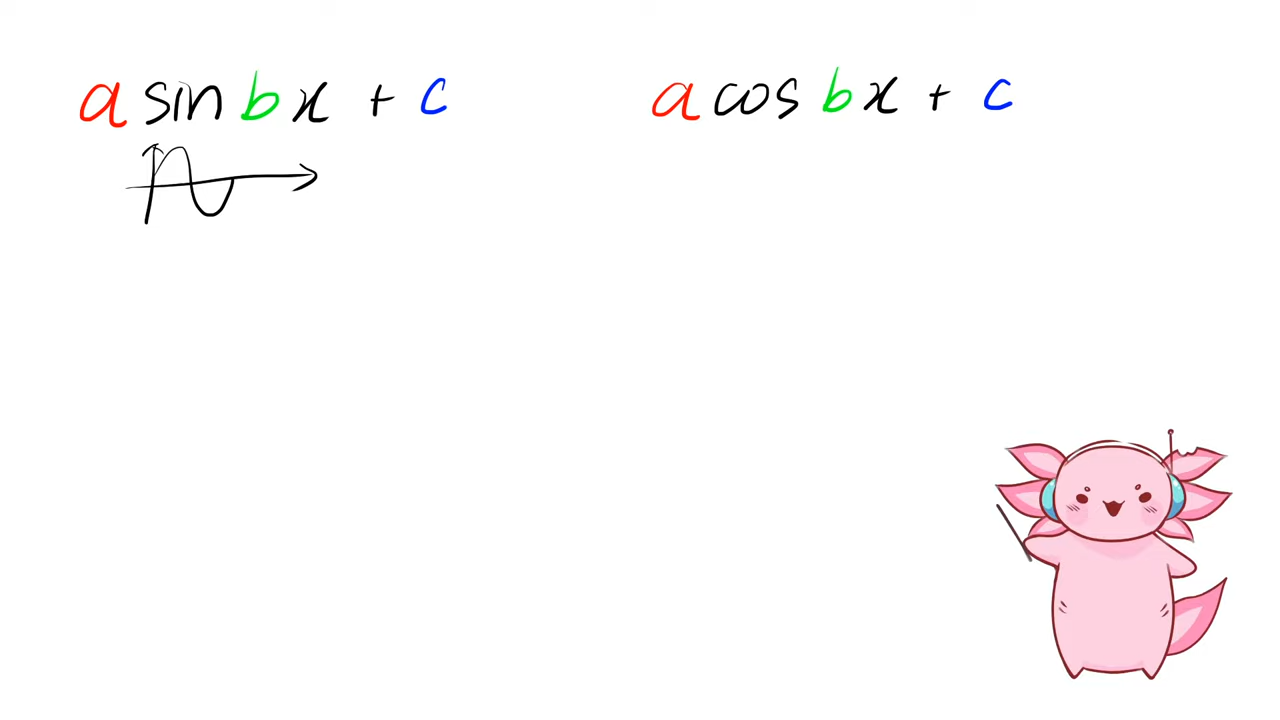 a sin bx + c
a cos bx + c